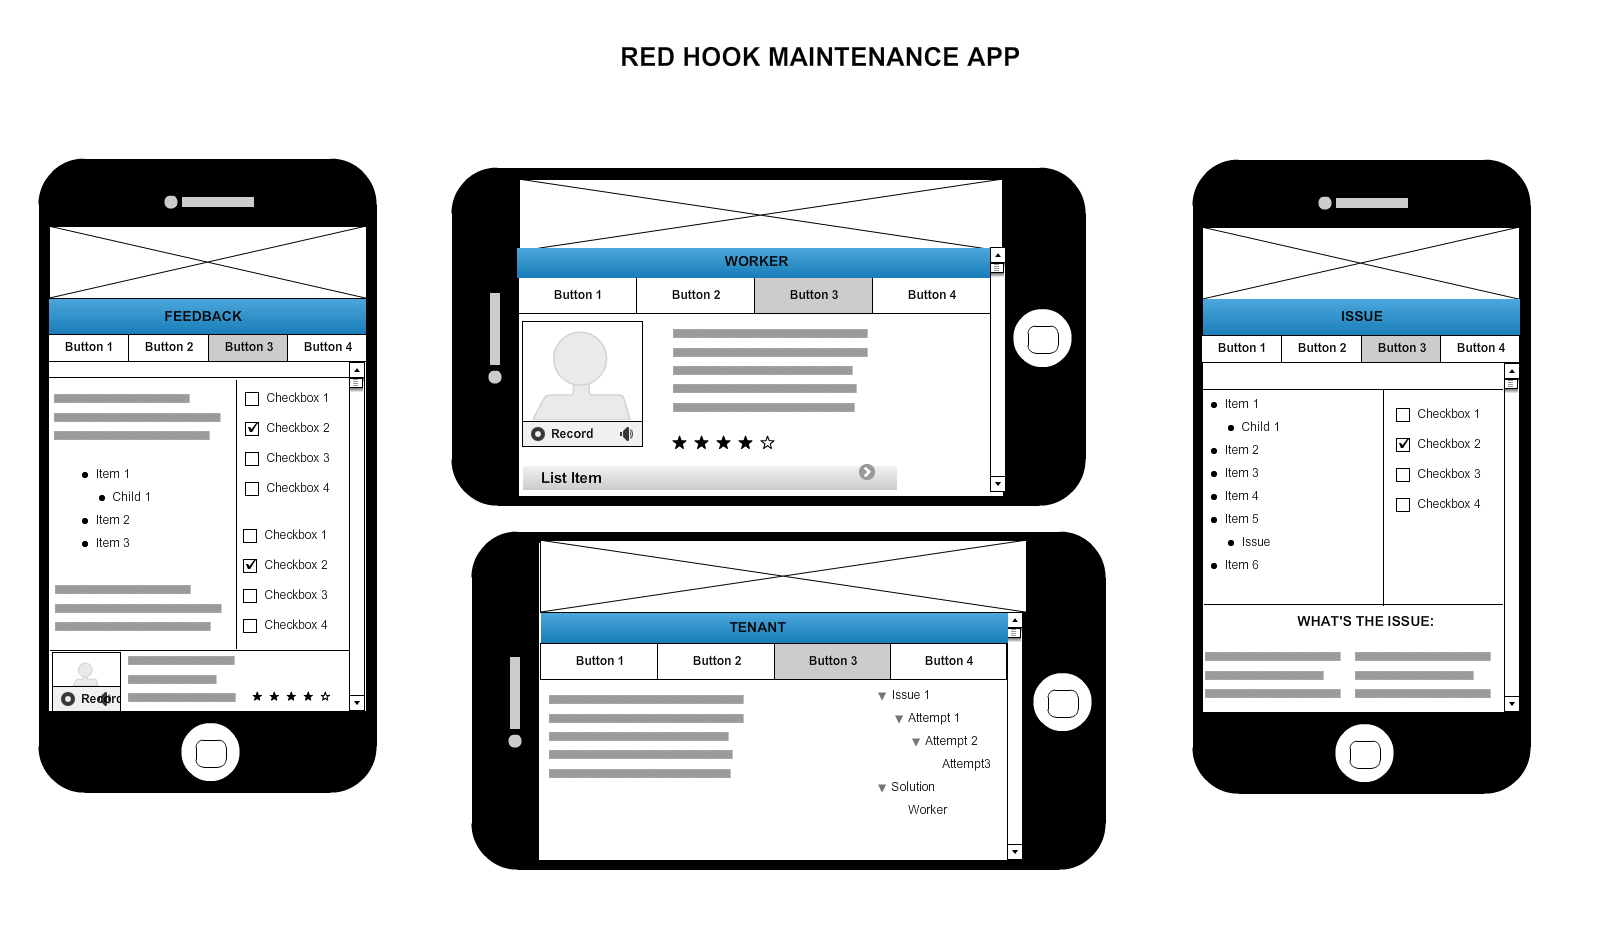 RED HOOK MAINTENANCE APP
FEEDBACK
Button 1 Button 2 Button 3 Button 4
Checkbox 1
Checkbox 2
Checkbox 3
Checkbox 4
Item 1
Child 1
Item 2
Item 3
Checkbox 1
Checkbox 2
Checkbox 3
Checkbox 4
Record
WORKER
Button 1 Button 2 Button 3 Button 4
Record
List Item
TENANT
Button 1 Button 2 Button 3 Button 4
Issue 1
Attempt 1
Attempt 2
Attempt3
Solution
Worker
ISSUE
Button 1 Button 2 Button 3 Button 4
Item 1
Child 1
Item 2
Item 3
Item 4
Item 5
Issue
Item 6
Checkbox 1
Checkbox 2
Checkbox 3
Checkbox 4
WHAT'S THE ISSUE: